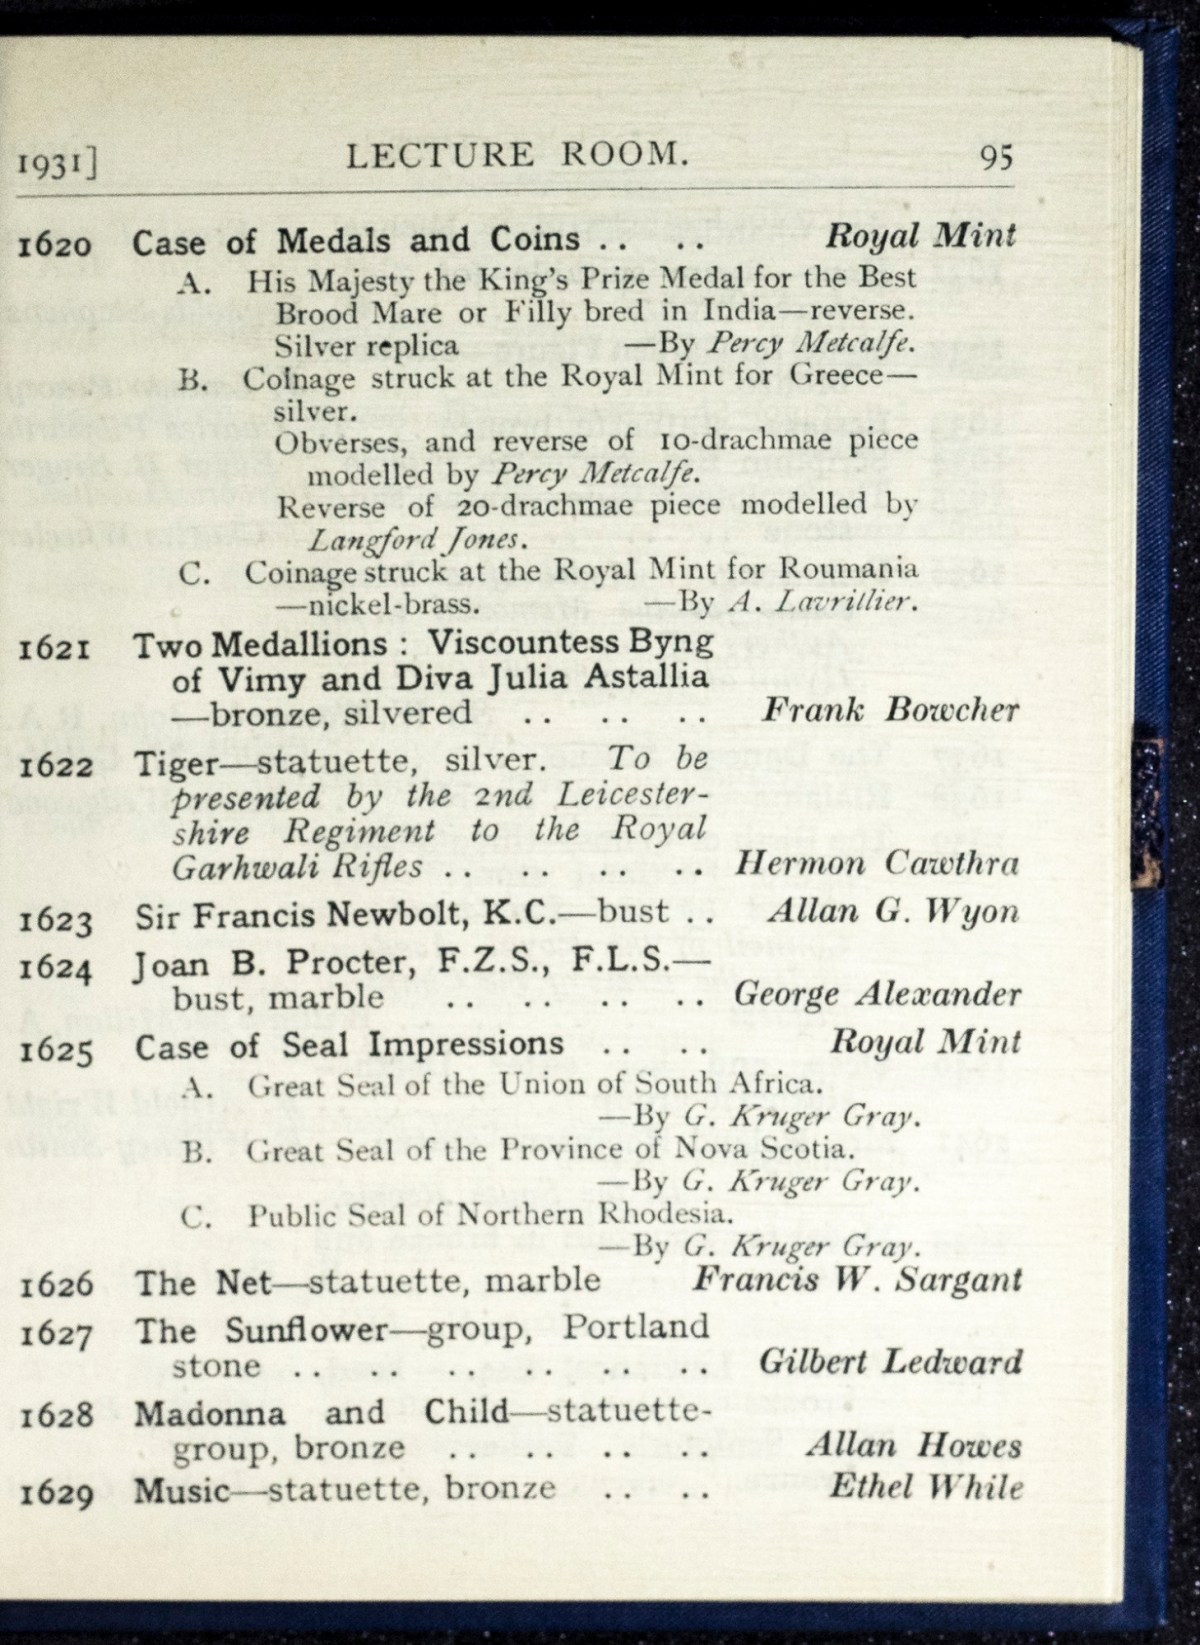 1931] LECTURE ROOM. 95
1620 Case of Medals and Coins .. .. Royal Mint
A. His Majesty the King's Prize Medal for the Best
Brood Mare or Filly bred in India—reverse.
Silver replica —By Percy Metcalfe.
B. Coinage struck at the Royal Mint for Greece—
silver.
Obverses, and reverse of 10-drachmae piece
modelled by Percy Metcalfe.
Reverse of 20-drachmae piece modelled by
Langford Jones.
C. Coinage struck at the Royal Mint for Roumania
—nickel-brass. —By A. Lavrillier.
1621 Two Medallions : Viscountess Byng
of Vimy and Diva Julia Astallia
—bronze, silvered .. .. .. Frank Bowcher
1622 Tiger—statuette, silver. To be
presented by the 2nd Leicester-
shire Regiment to the Royal
Garhwali Rifles .. .. .. .. Hermon Cawthra
1623 Sir Francis Newbolt, K.C.—bust .. Allan G. Wyon
1624 Joan B. Procter, F.Z.S., F.L.S.—
bust, marble .. .. .. .. George Alexander
1625 Case of Seal Impressions .. .. Royal Mint
A. Great Seal of the Union of South Africa.
—By G. Kruger Gray.
B. Great Seal of the Province of Nova Scotia.
—By G. Kruger Gray.
C. Public Seal of Northern Rhodesia.
—By G. Kruger Gray.
1626 The Net—statuette, marble Francis W. Sargant
1627 The Sunflower—group, Portland
stone .. .. .. .. .. .. Gilbert Ledward
1628 Madonna and Child—statuette-
group, bronze .. .. .. .. Allan Howes
1629 Music—statuette, bronze .. .. Ethel While